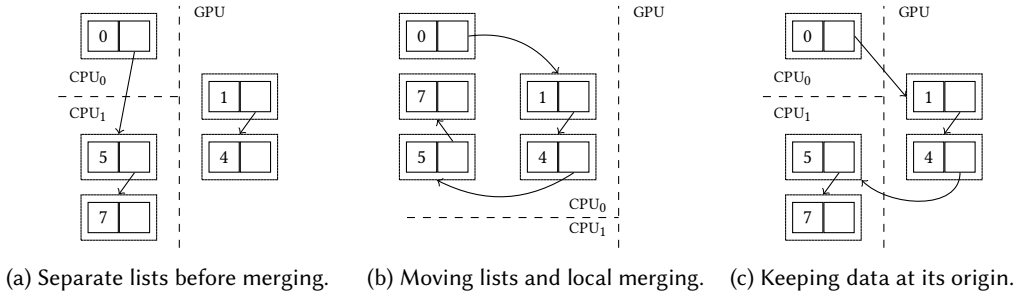 GPU
0
CPU0
CPU1
1
5
4
7
(a) Separate lists before merging.
0
GPU
7
1
5
4
CPU0
CPU1
(b) Moving lists and local merging.
GPU
0
CPU0
CPU1
1
5
4
7
(c) Keeping data at its origin.